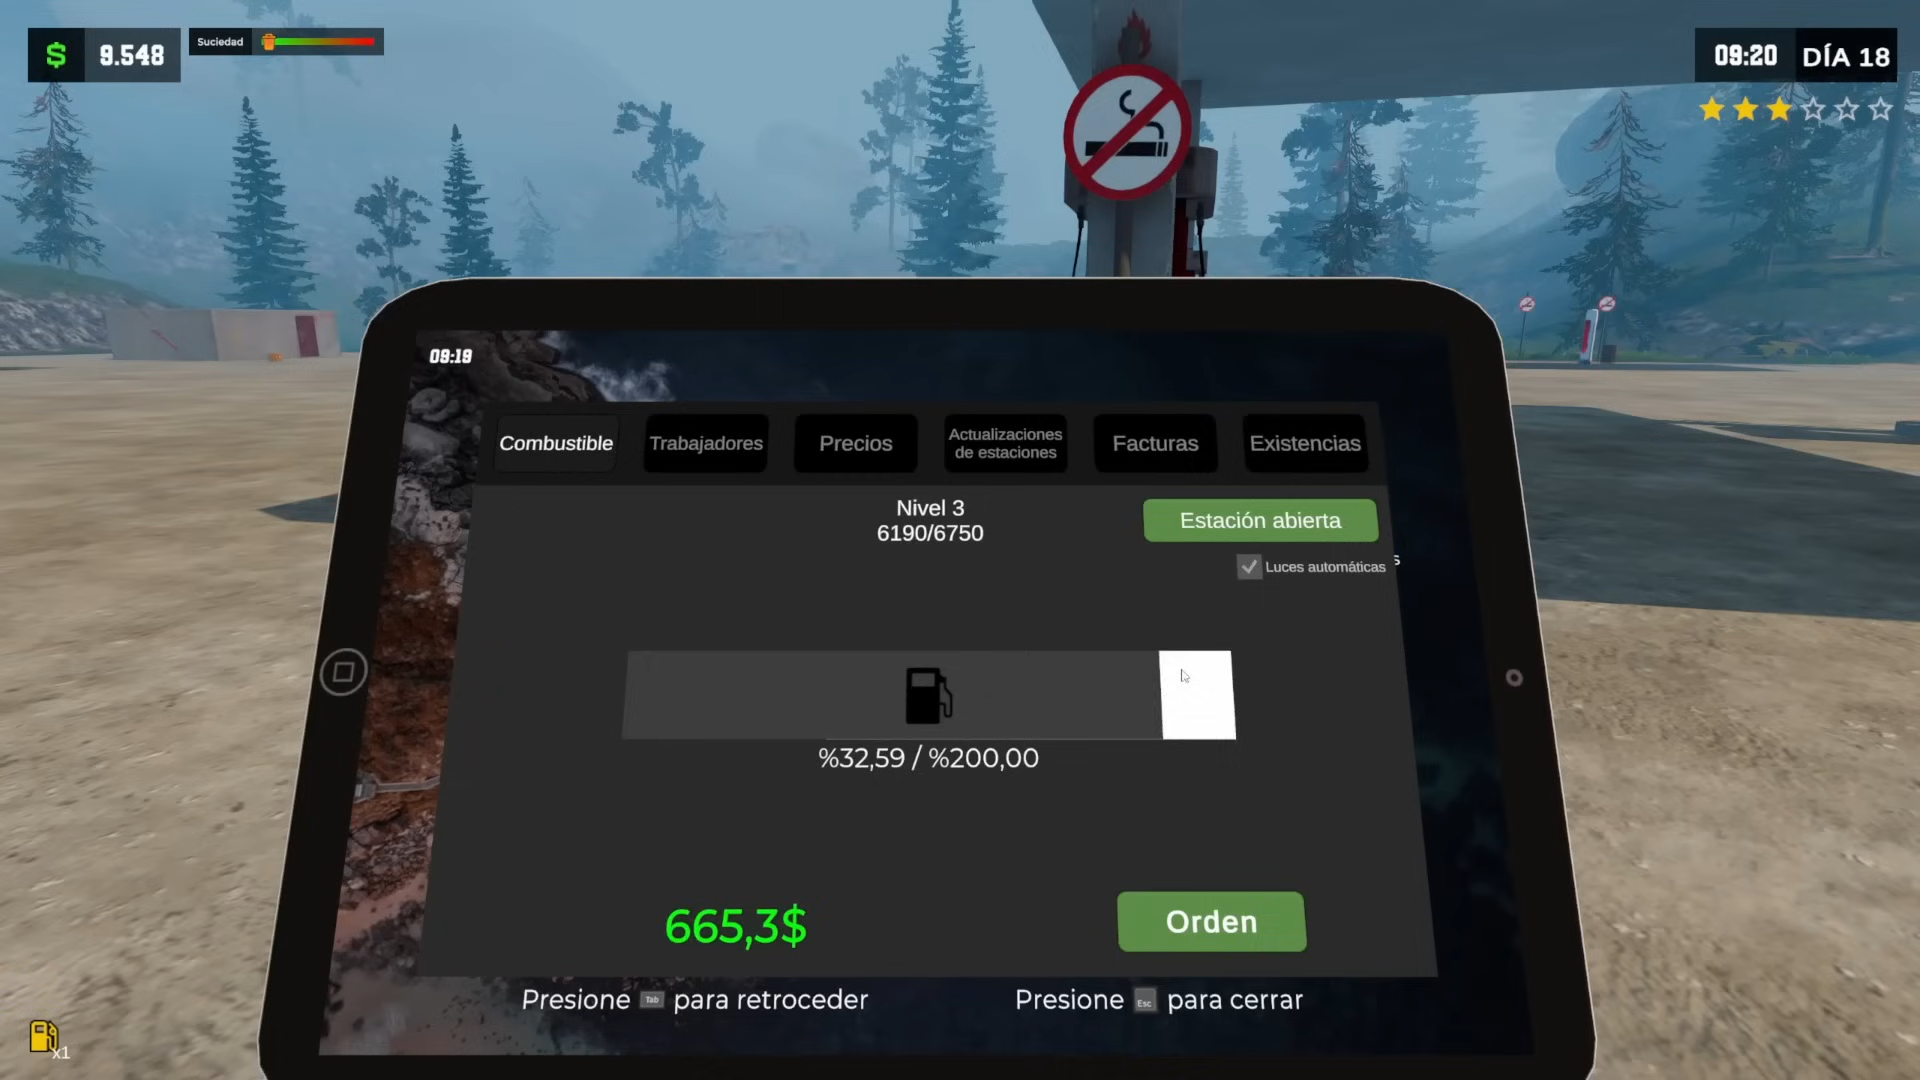 $ 9.548
Suciedad
09:20 DÍA 18
09:19
Combustible
Trabajadores
Precios
Actualizaciones
de estaciones
Facturas
Existencias
Nivel 3
6190/6750
Estación abierta
Luces automáticas
s
%32,59 / %200,00
665,3$
Orden
Presione Tab para retroceder
Presione Esc para cerrar
x1